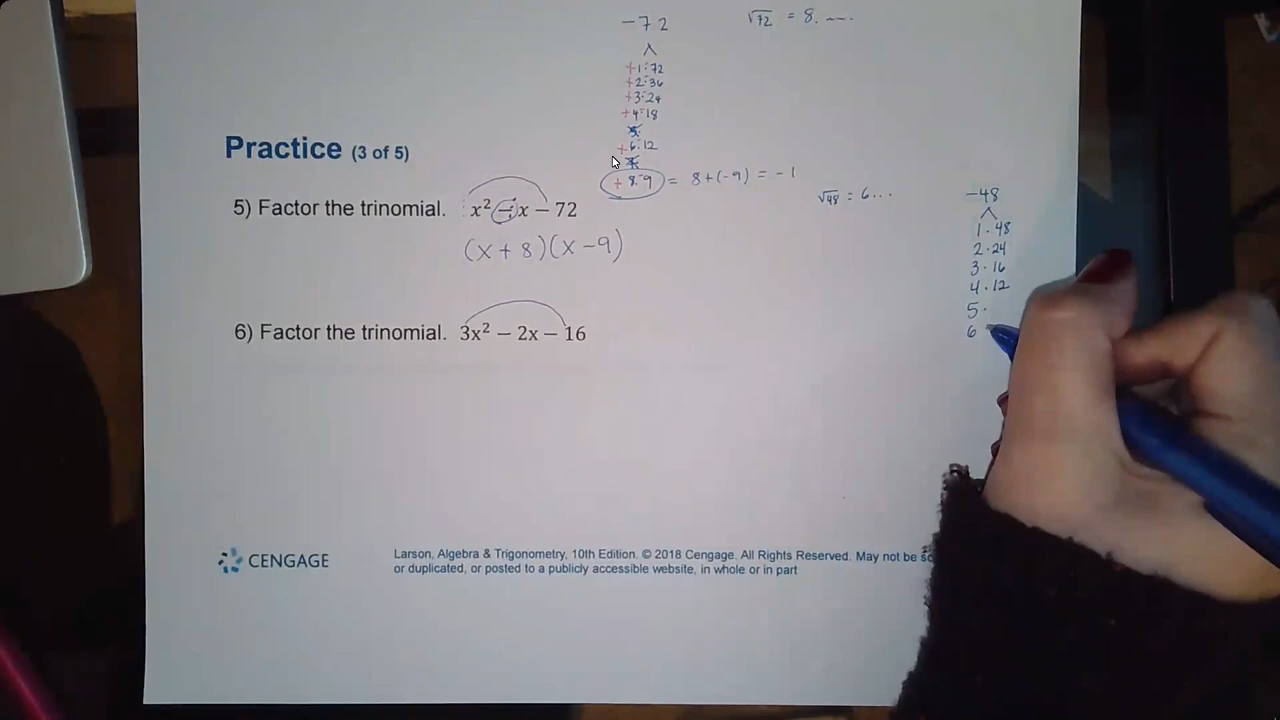 -72
√72 = 8. ....
+1·-72
+2·-36
+3·-24
+4·-18
5·
+6·-12
7
+8·-9 = 8+(-9) = -1
Practice (3 of 5)
5) Factor the trinomial. x² - x - 72
(x + 8)(x - 9)
6) Factor the trinomial. 3x² - 2x - 16
√48 = 6...
-48
1·48
2·24
3·16
4·12
5·
6
CENGAGE
Larson, Algebra & Trigonometry, 10th Edition. © 2018 Cengage. All Rights Reserved. May not be
or duplicated, or posted to a publicly accessible website, in whole or in part